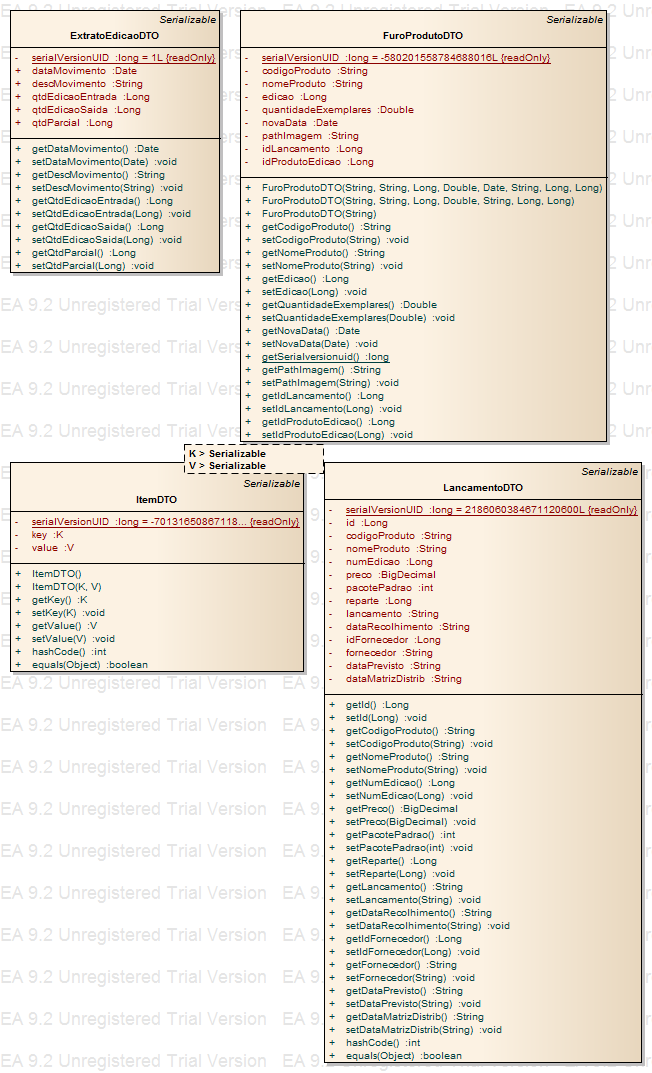 Serializable
ExtratoEdicaoDTO
- serialVersionUID :long = 1L {readOnly}
+ dataMovimento :Date
+ descMovimento :String
+ qtdEdicaoEntrada :Long
+ qtdEdicaoSaida :Long
+ qtdParcial :Long
+ getDataMovimento() :Date
+ setDataMovimento(Date) :void
+ getDescMovimento() :String
+ setDescMovimento(String) :void
+ getQtdEdicaoEntrada() :Long
+ setQtdEdicaoEntrada(Long) :void
+ getQtdEdicaoSaida() :Long
+ setQtdEdicaoSaida(Long) :void
+ getQtdParcial() :Long
+ setQtdParcial(Long) :void
Serializable
FuroProdutoDTO
- serialVersionUID :long = -580201558784688016L {readOnly}
- codigoProduto :String
- nomeProduto :String
- edicao :Long
- quantidadeExemplares :Double
- novaData :Date
- pathImagem :String
- idLancamento :Long
- idProdutoEdicao :Long
+ FuroProdutoDTO(String, String, Long, Double, Date, String, Long, Long)
+ FuroProdutoDTO(String, String, Long, Double, String, Long, Long)
+ FuroProdutoDTO(String)
+ getCodigoProduto() :String
+ setCodigoProduto(String) :void
+ getNomeProduto() :String
+ setNomeProduto(String) :void
+ getEdicao() :Long
+ setEdicao(Long) :void
+ getQuantidadeExemplares() :Double
+ setQuantidadeExemplares(Double) :void
+ getNovaData() :Date
+ setNovaData(Date) :void
+ getSerialversionuid() :long
+ getPathImagem() :String
+ setPathImagem(String) :void
+ getIdLancamento() :Long
+ setIdLancamento(Long) :void
+ getIdProdutoEdicao() :Long
+ setIdProdutoEdicao(Long) :void
K > Serializable
V > Serializable
Serializable
ItemDTO
- serialVersionUID :long = -70131650867118... {readOnly}
- key :K
- value :V
+ ItemDTO()
+ ItemDTO(K, V)
+ getKey() :K
+ setKey(K) :void
+ getValue() :V
+ setValue(V) :void
+ hashCode() :int
+ equals(Object) :boolean
Serializable
LancamentoDTO
- serialVersionUID :long = 2186060384671120600L {readOnly}
- id :Long
- codigoProduto :String
- nomeProduto :String
- numEdicao :Long
- preco :BigDecimal
- pacotePadrao :int
- reparte :Long
- lancamento :String
- dataRecolhimento :String
- idFornecedor :Long
- fornecedor :String
- dataPrevisto :String
- dataMatrizDistrib :String
+ getId() :Long
+ setId(Long) :void
+ getCodigoProduto() :String
+ setCodigoProduto(String) :void
+ getNomeProduto() :String
+ setNomeProduto(String) :void
+ getNumEdicao() :Long
+ setNumEdicao(Long) :void
+ getPreco() :BigDecimal
+ setPreco(BigDecimal) :void
+ getPacotePadrao() :int
+ setPacotePadrao(int) :void
+ getReparte() :Long
+ setReparte(Long) :void
+ getLancamento() :String
+ setLancamento(String) :void
+ getDataRecolhimento() :String
+ setDataRecolhimento(String) :void
+ getIdFornecedor() :Long
+ setIdFornecedor(Long) :void
+ getFornecedor() :String
+ setFornecedor(String) :void
+ getDataPrevisto() :String
+ setDataPrevisto(String) :void
+ getDataMatrizDistrib() :String
+ setDataMatrizDistrib(String) :void
+ hashCode() :int
+ equals(Object) :boolean
EA 9.2 Unregistered Trial Version